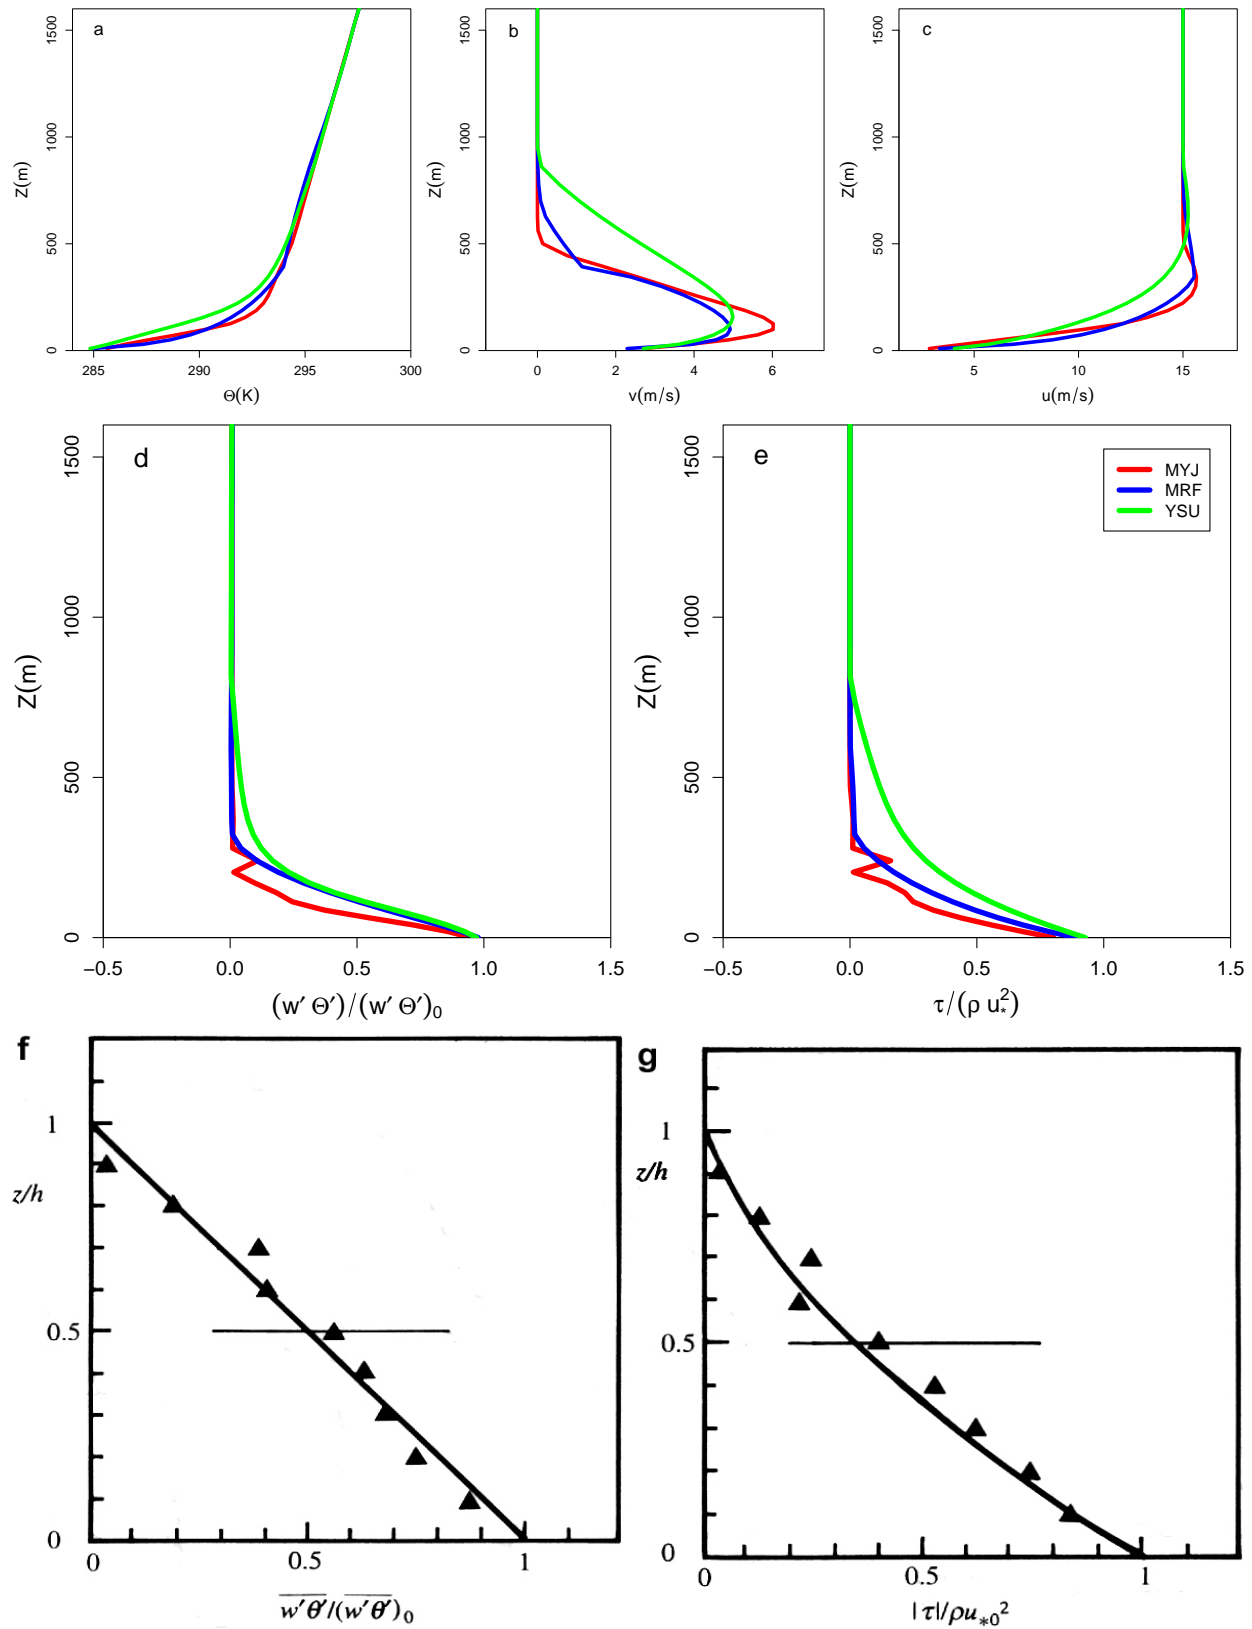 a
1500
1000
500
0
Z(m)
285
290
295
300
Θ(K)
b
1500
1000
500
0
Z(m)
0
2
4
6
v(m/s)
c
1500
1000
500
0
Z(m)
5
10
15
u(m/s)
d
1500
1000
500
0
Z(m)
−0.5
0.0
0.5
1.0
1.5
(w′ Θ′)/(w′ Θ′)₀
e
MYJ
MRF
YSU
1500
1000
500
0
Z(m)
−0.5
0.0
0.5
1.0
1.5
τ/(ρ u²*)
f
1
z/h
0.5
0
0
0.5
1
w′θ′/(w′θ′)₀
g
1
z/h
0.5
0
0
0.5
1
|τ|/ρu*₀²